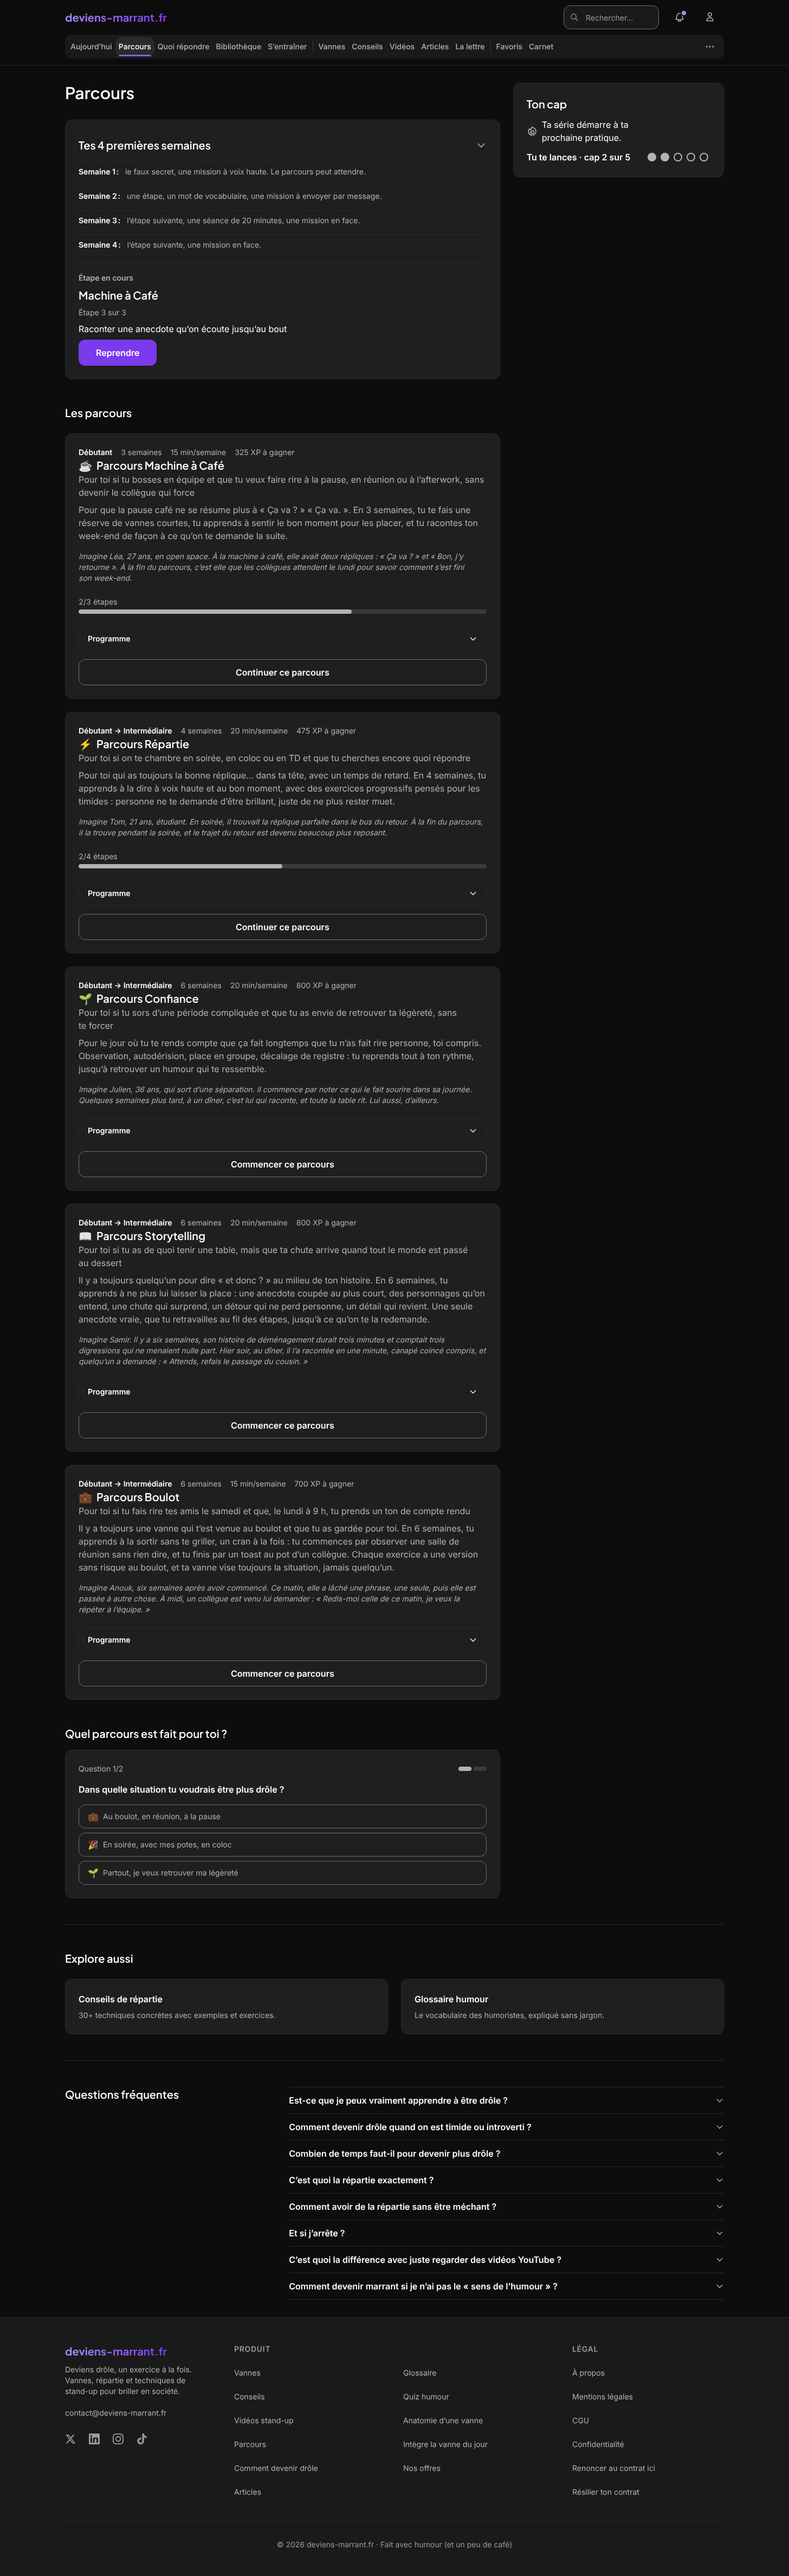 deviens-marrant.fr
Rechercher...
Aujourd'hui Parcours Quoi répondre Bibliothèque S'entraîner Vannes Conseils Vidéos Articles La lettre Favoris Carnet
Parcours
Tes 4 premières semaines
Semaine 1 : le faux secret, une mission à voix haute. Le parcours peut attendre.
Semaine 2 : une étape, un mot de vocabulaire, une mission à envoyer par message.
Semaine 3 : l'étape suivante, une séance de 20 minutes, une mission en face.
Semaine 4 : l'étape suivante, une mission en face.
Étape en cours
Machine à Café
Étape 3 sur 3
Raconter une anecdote qu'on écoute jusqu'au bout
Reprendre
Ton cap
Ta série démarre à ta
prochaine pratique.
Tu te lances · cap 2 sur 5
Les parcours
Débutant 3 semaines 15 min/semaine 325 XP à gagner
☕ Parcours Machine à Café
Pour toi si tu bosses en équipe et que tu veux faire rire à la pause, en réunion ou à l'afterwork, sans
devenir le collègue qui force
Pour que la pause café ne se résume plus à « Ça va ? » « Ça va. ». En 3 semaines, tu te fais une
réserve de vannes courtes, tu apprends à sentir le bon moment pour les placer, et tu racontes ton
week-end de façon à ce qu'on te demande la suite.
Imagine Léa, 27 ans, en open space. À la machine à café, elle avait deux répliques : « Ça va ? » et « Bon, j'y
retourne ». À la fin du parcours, c'est elle que les collègues attendent le lundi pour savoir comment s'est fini
son week-end.
2/3 étapes
Programme
Continuer ce parcours
Débutant → Intermédiaire 4 semaines 20 min/semaine 475 XP à gagner
⚡ Parcours Répartie
Pour toi si on te chambre en soirée, en coloc ou en TD et que tu cherches encore quoi répondre
Pour toi qui as toujours la bonne réplique... dans ta tête, avec un temps de retard. En 4 semaines, tu
apprends à la dire à voix haute et au bon moment, avec des exercices progressifs pensés pour les
timides : personne ne te demande d'être brillant, juste de ne plus rester muet.
Imagine Tom, 21 ans, étudiant. En soirée, il trouvait la réplique parfaite dans le bus du retour. À la fin du parcours,
il la trouve pendant la soirée, et le trajet du retour est devenu beaucoup plus reposant.
2/4 étapes
Programme
Continuer ce parcours
Débutant → Intermédiaire 6 semaines 20 min/semaine 800 XP à gagner
🌱 Parcours Confiance
Pour toi si tu sors d'une période compliquée et que tu as envie de retrouver ta légèreté, sans
te forcer
Pour le jour où tu te rends compte que ça fait longtemps que tu n'as fait rire personne, toi compris.
Observation, autodérision, place en groupe, décalage de registre : tu reprends tout à ton rythme,
jusqu'à retrouver un humour qui te ressemble.
Imagine Julien, 36 ans, qui sort d'une séparation. Il commence par noter ce qui le fait sourire dans sa journée.
Quelques semaines plus tard, à un dîner, c'est lui qui raconte, et toute la table rit. Lui aussi, d'ailleurs.
Programme
Commencer ce parcours
Débutant → Intermédiaire 6 semaines 20 min/semaine 800 XP à gagner
📖 Parcours Storytelling
Pour toi si tu as de quoi tenir une table, mais que ta chute arrive quand tout le monde est passé
au dessert
Il y a toujours quelqu'un pour dire « et donc ? » au milieu de ton histoire. En 6 semaines, tu
apprends à ne plus lui laisser la place : une anecdote coupée au plus court, des personnages qu'on
entend, une chute qui surprend, un détour qui ne perd personne, un détail qui revient. Une seule
anecdote vraie, que tu retravailles au fil des étapes, jusqu'à ce qu'on te la redemande.
Imagine Samir. Il y a six semaines, son histoire de déménagement durait trois minutes et comptait trois
digressions qui ne menaient nulle part. Hier soir, au dîner, il l'a racontée en une minute, canapé coincé compris, et
quelqu'un a demandé : « Attends, refais le passage du cousin. »
Programme
Commencer ce parcours
Débutant → Intermédiaire 6 semaines 15 min/semaine 700 XP à gagner
💼 Parcours Boulot
Pour toi si tu fais rire tes amis le samedi et que, le lundi à 9 h, tu prends un ton de compte rendu
Il y a toujours une vanne qui t'est venue au boulot et que tu as gardée pour toi. En 6 semaines, tu
apprends à la sortir sans te griller, un cran à la fois : tu commences par observer une salle de
réunion sans rien dire, et tu finis par un toast au pot d'un collègue. Chaque exercice a une version
sans risque au boulot, et ta vanne vise toujours la situation, jamais quelqu'un.
Imagine Anouk, six semaines après avoir commencé. Ce matin, elle a lâché une phrase, une seule, puis elle est
passée à autre chose. À midi, un collègue est venu lui demander : « Redis-moi celle de ce matin, je veux la
répéter à l'équipe. »
Programme
Commencer ce parcours
Quel parcours est fait pour toi ?
Question 1/2
Dans quelle situation tu voudrais être plus drôle ?
💼 Au boulot, en réunion, à la pause
🎉 En soirée, avec mes potes, en coloc
🌱 Partout, je veux retrouver ma légèreté
Explore aussi
Conseils de répartie
30+ techniques concrètes avec exemples et exercices.
Glossaire humour
Le vocabulaire des humoristes, expliqué sans jargon.
Questions fréquentes
Est-ce que je peux vraiment apprendre à être drôle ?
Comment devenir drôle quand on est timide ou introverti ?
Combien de temps faut-il pour devenir plus drôle ?
C'est quoi la répartie exactement ?
Comment avoir de la répartie sans être méchant ?
Et si j'arrête ?
C'est quoi la différence avec juste regarder des vidéos YouTube ?
Comment devenir marrant si je n'ai pas le « sens de l'humour » ?
deviens-marrant.fr
Deviens drôle, un exercice à la fois.
Vannes, répartie et techniques de
stand-up pour briller en société.
contact@deviens-marrant.fr
PRODUIT
Vannes
Conseils
Vidéos stand-up
Parcours
Comment devenir drôle
Articles
Glossaire
Quiz humour
Anatomie d'une vanne
Intègre la vanne du jour
Nos offres
LÉGAL
À propos
Mentions légales
CGU
Confidentialité
Renoncer au contrat ici
Résilier ton contrat
© 2026 deviens-marrant.fr · Fait avec humour (et un peu de café)